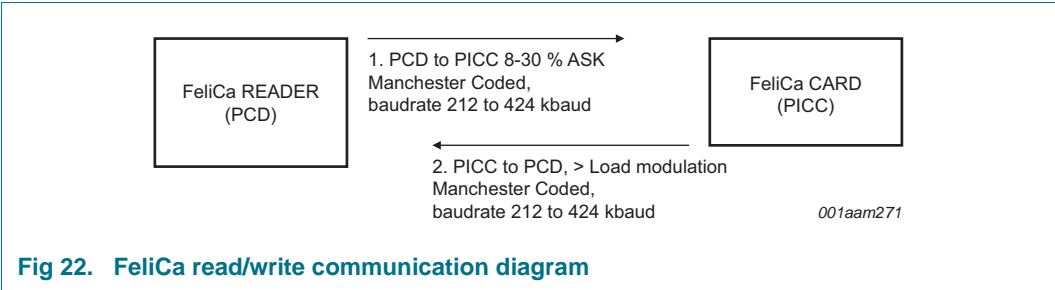 FeliCa READER
(PCD)
1. PCD to PICC 8-30 % ASK
Manchester Coded,
baudrate 212 to 424 kbaud
FeliCa CARD
(PICC)
2. PICC to PCD, > Load modulation
Manchester Coded,
baudrate 212 to 424 kbaud
001aam271
Fig 22. FeliCa read/write communication diagram